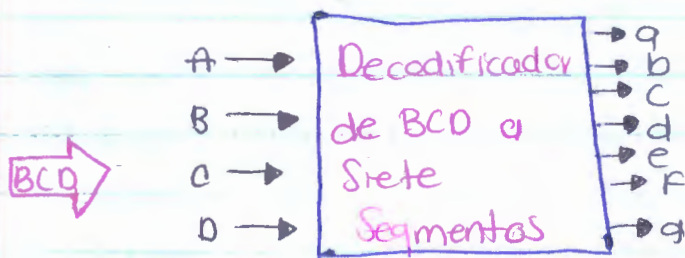 A
B
C
D
BCD
Decodificador
de BCD a
Siete
Segmentos
a
b
c
d
e
F
g